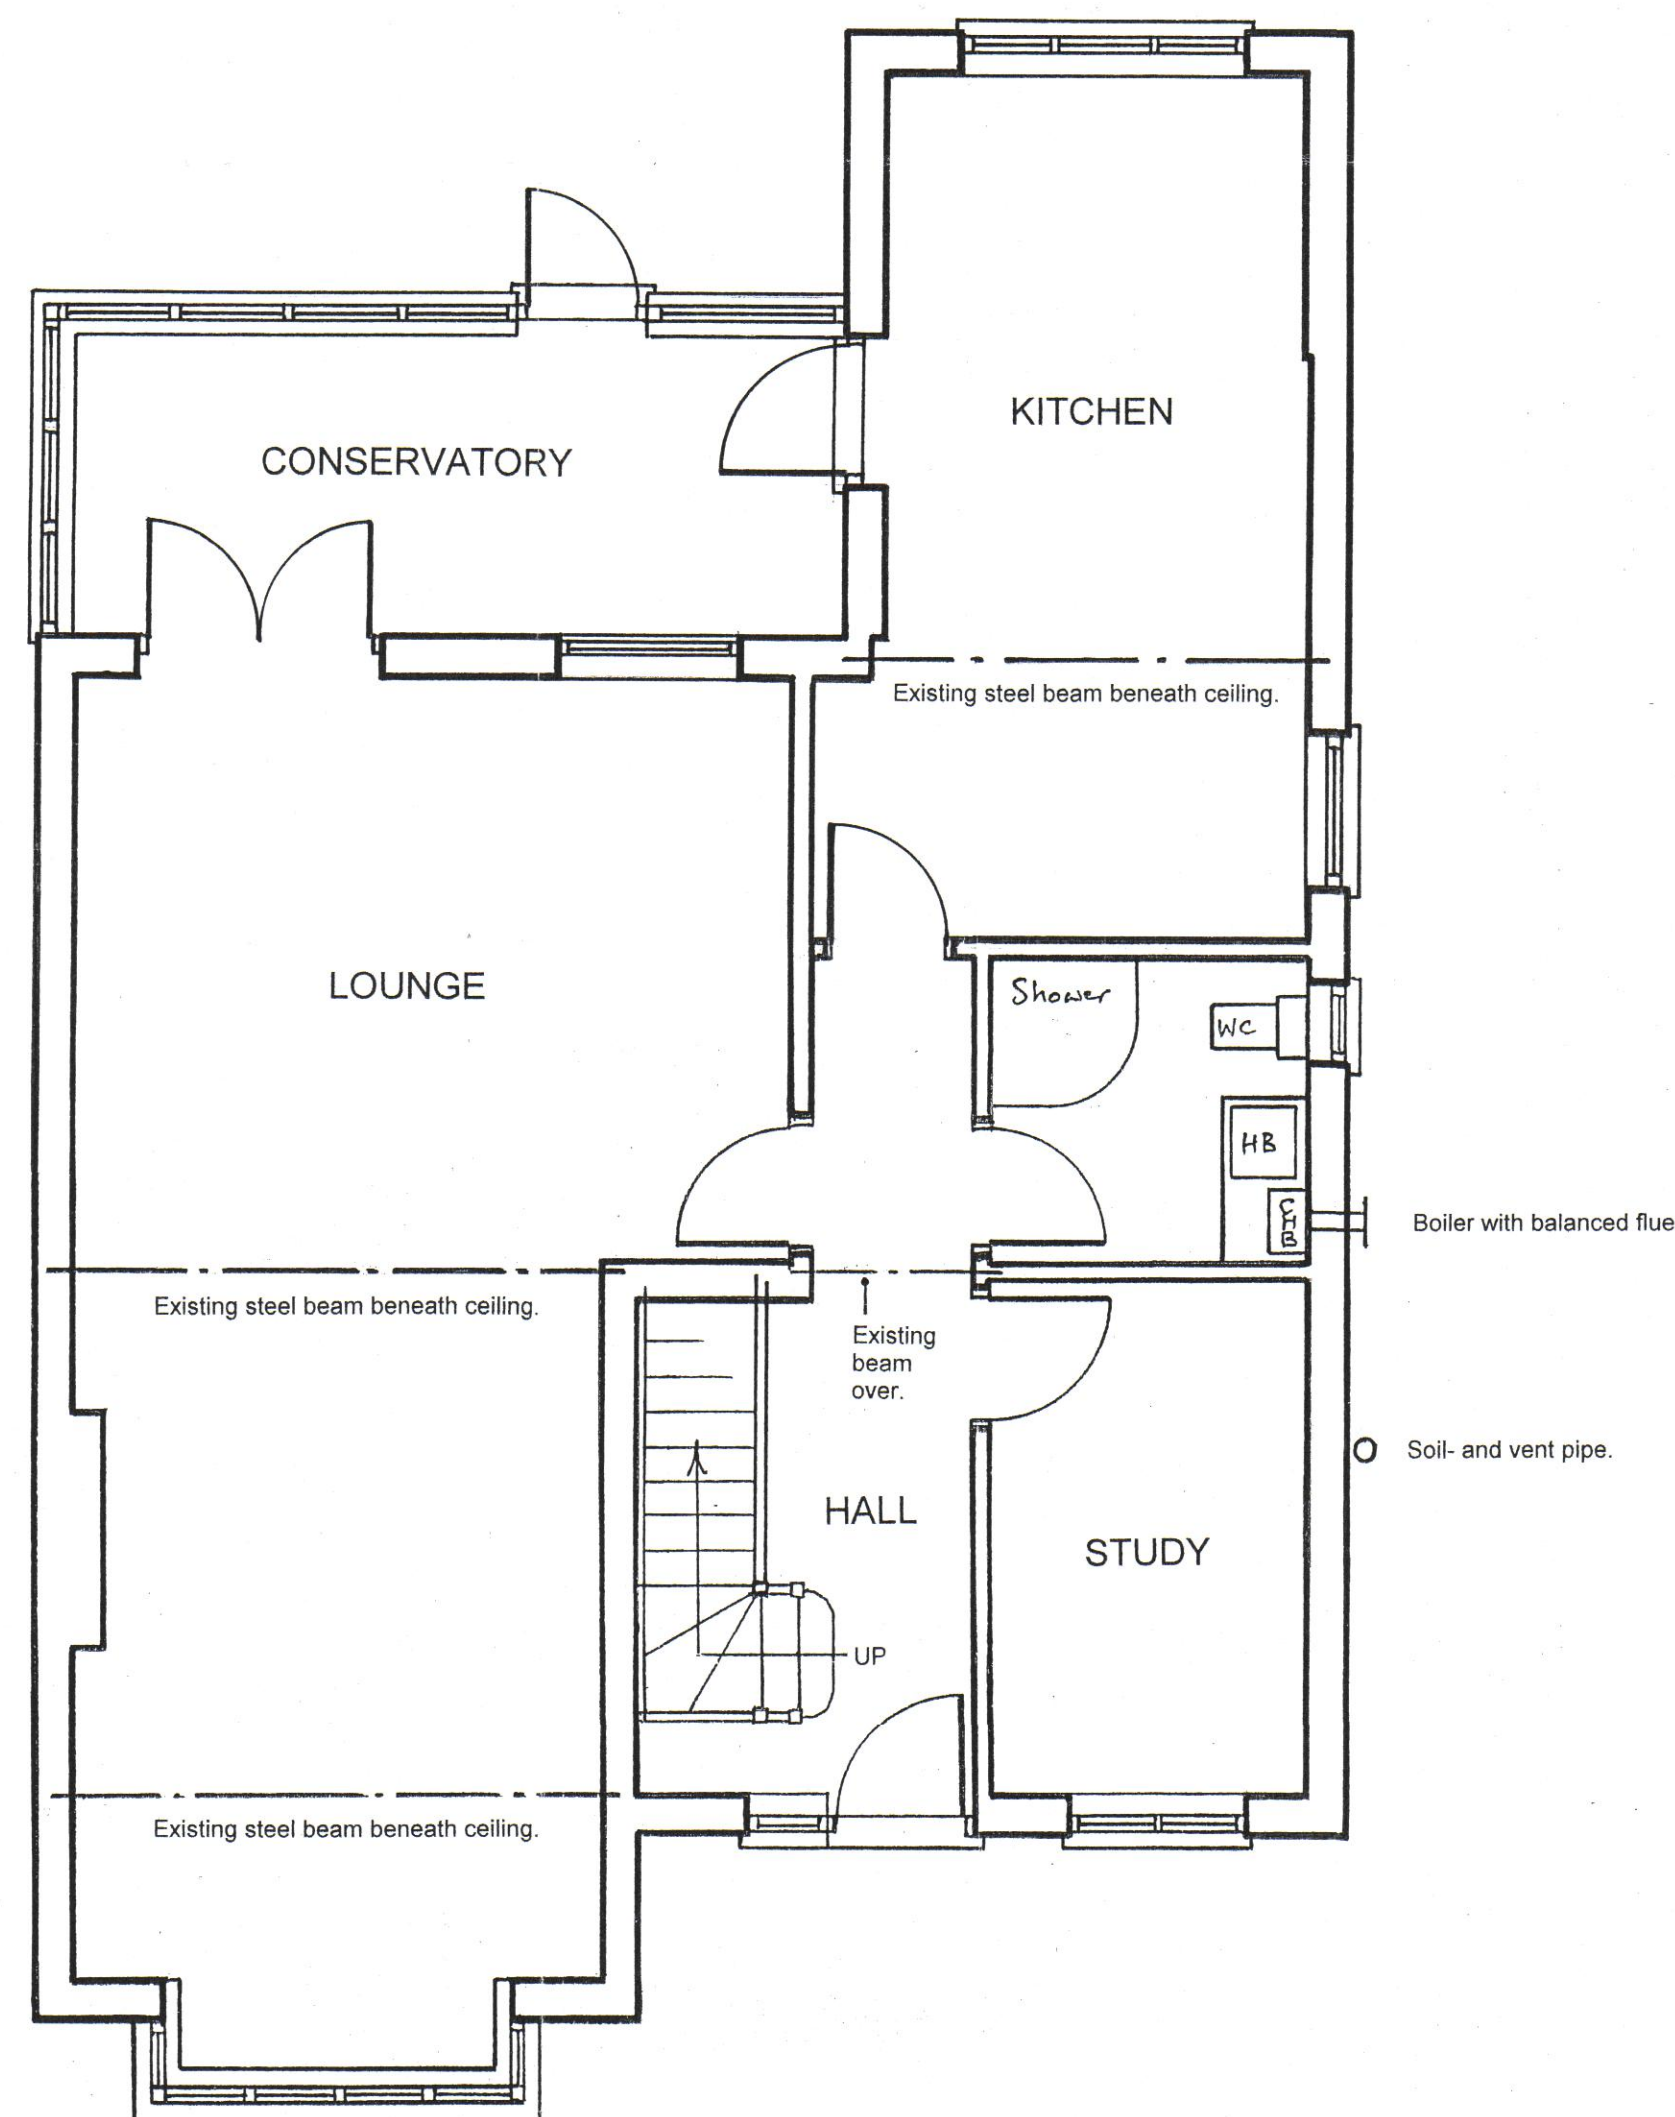 KITCHEN
CONSERVATORY
Existing steel beam beneath ceiling.
LOUNGE
Shower
WC
HB
CHB
Boiler with balanced flue
Existing steel beam beneath ceiling.
Existing
beam
over.
Soil- and vent pipe.
HALL
STUDY
UP
Existing steel beam beneath ceiling.